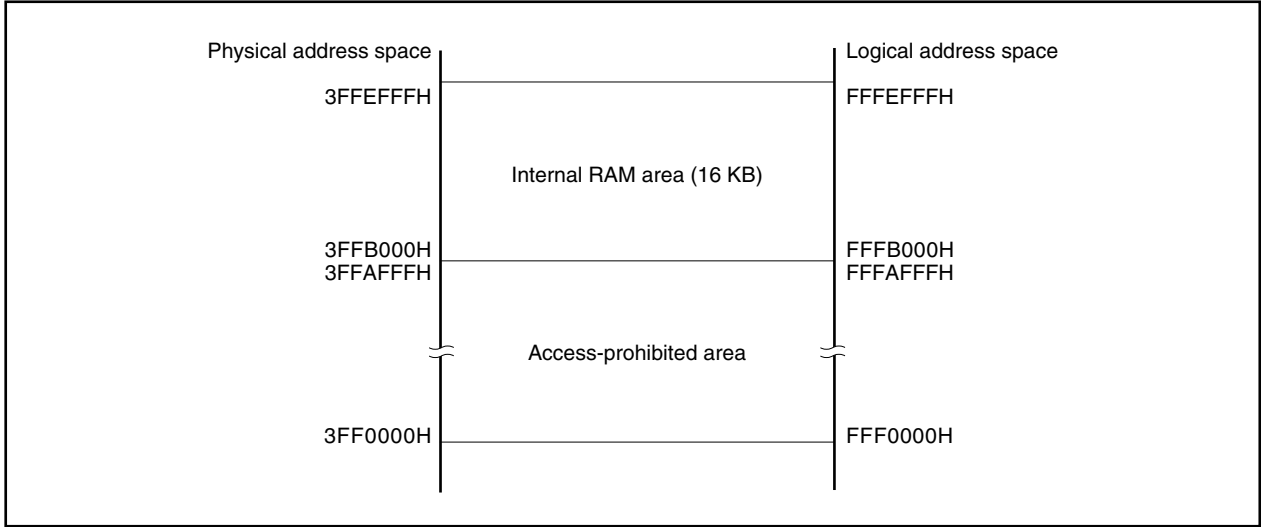 Physical address space
Logical address space
3FFEFFFH
FFFEFFFH
Internal RAM area (16 KB)
3FFB000H
FFFB000H
3FFAFFFH
FFFAFFFH
Access-prohibited area
3FF0000H
FFF0000H